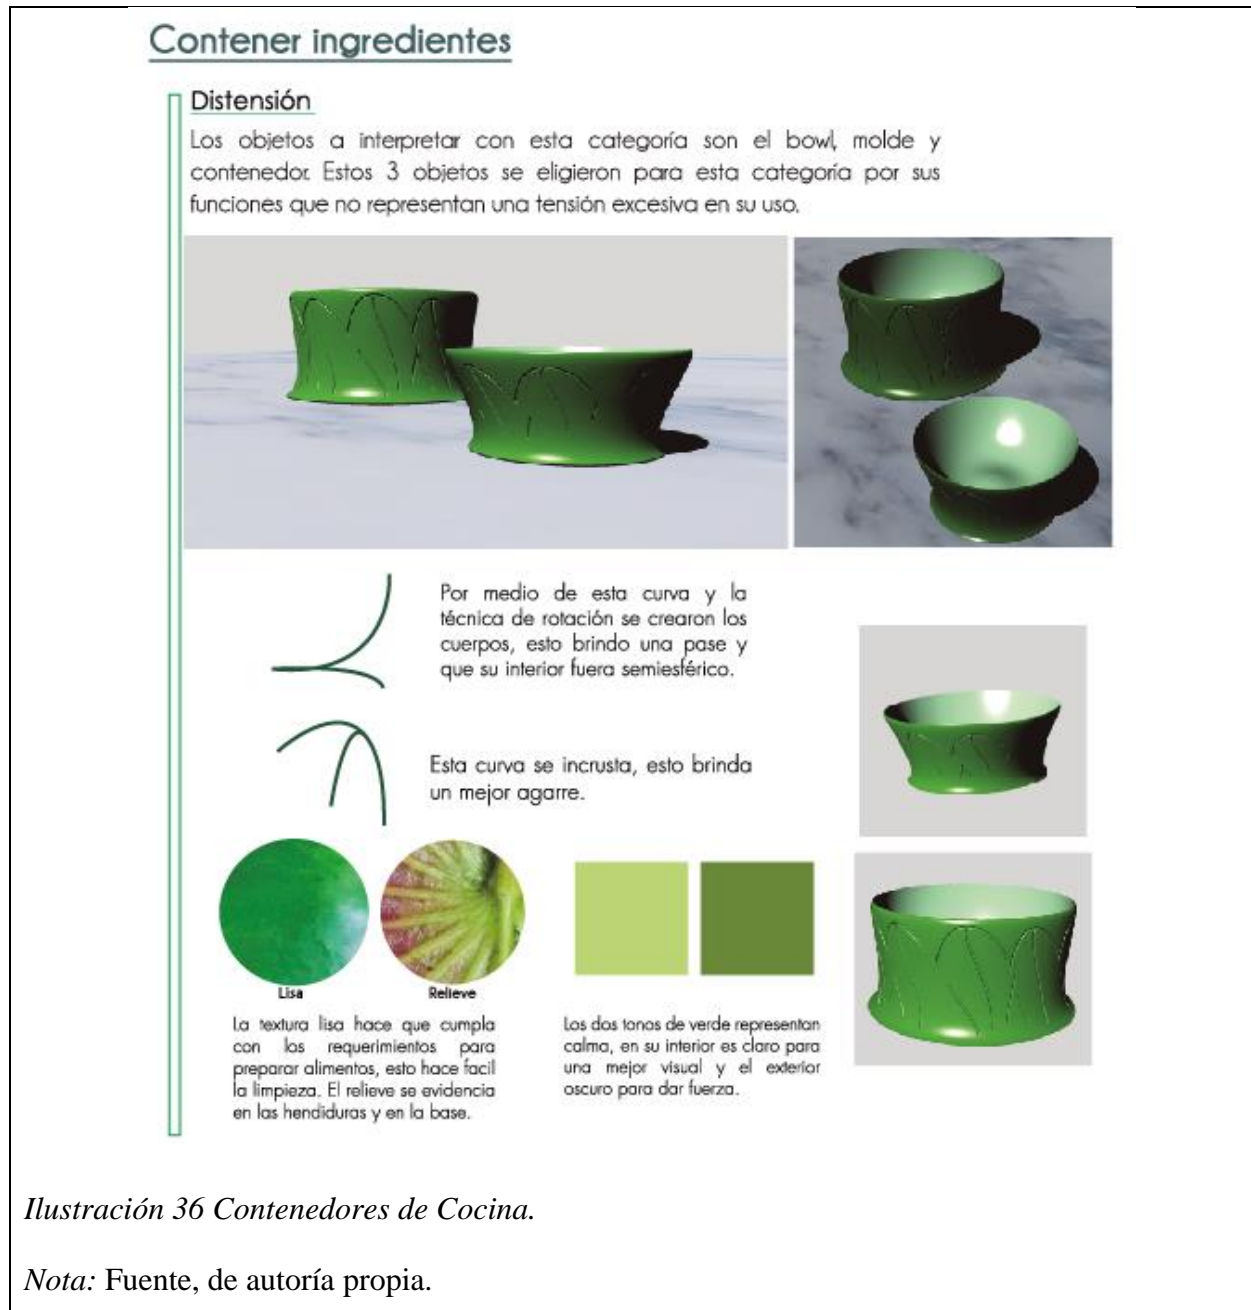 Contener ingredientes
Distensión
Los objetos a interpretar con esta categoría son el bowl, molde y
contenedor. Estos 3 objetos se eligieron para esta categoría por sus
funciones que no representan una tensión excesiva en su uso.
Por medio de esta curva y la
técnica de rotación se crearon los
cuerpos, esto brindo una pase y
que su interior fuera semiesférico.
Esta curva se incrusta, esto brinda
un mejor agarre.
Lisa
Relieve
La textura lisa hace que cumpla
con los requerimientos para
preparar alimentos, esto hace facil
la limpieza. El relieve se evidencia
en las hendiduras y en la base.
Los dos tonos de verde representan
calma, en su interior es claro para
una mejor visual y el exterior
oscuro para dar fuerza.
Ilustración 36 Contenedores de Cocina.
Nota: Fuente, de autoría propia.